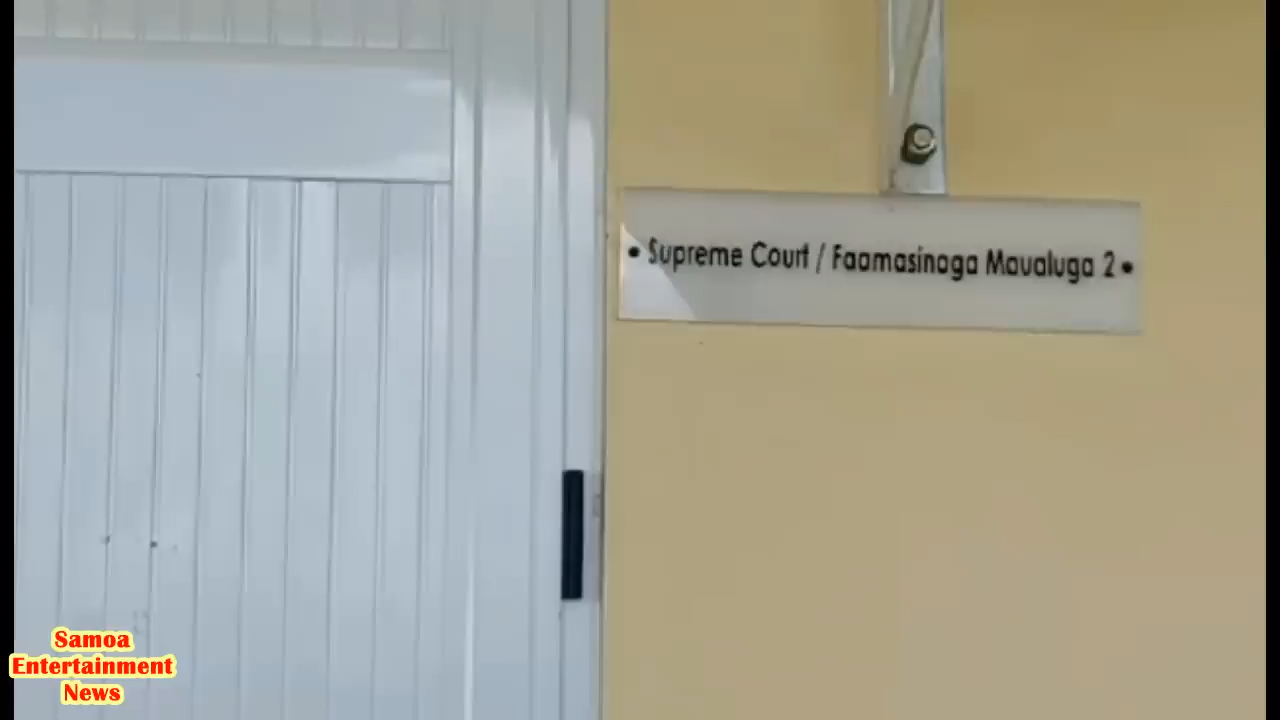 • Supreme Court / Faamasinoga Maualuga 2 •
Samoa
Entertainment
News